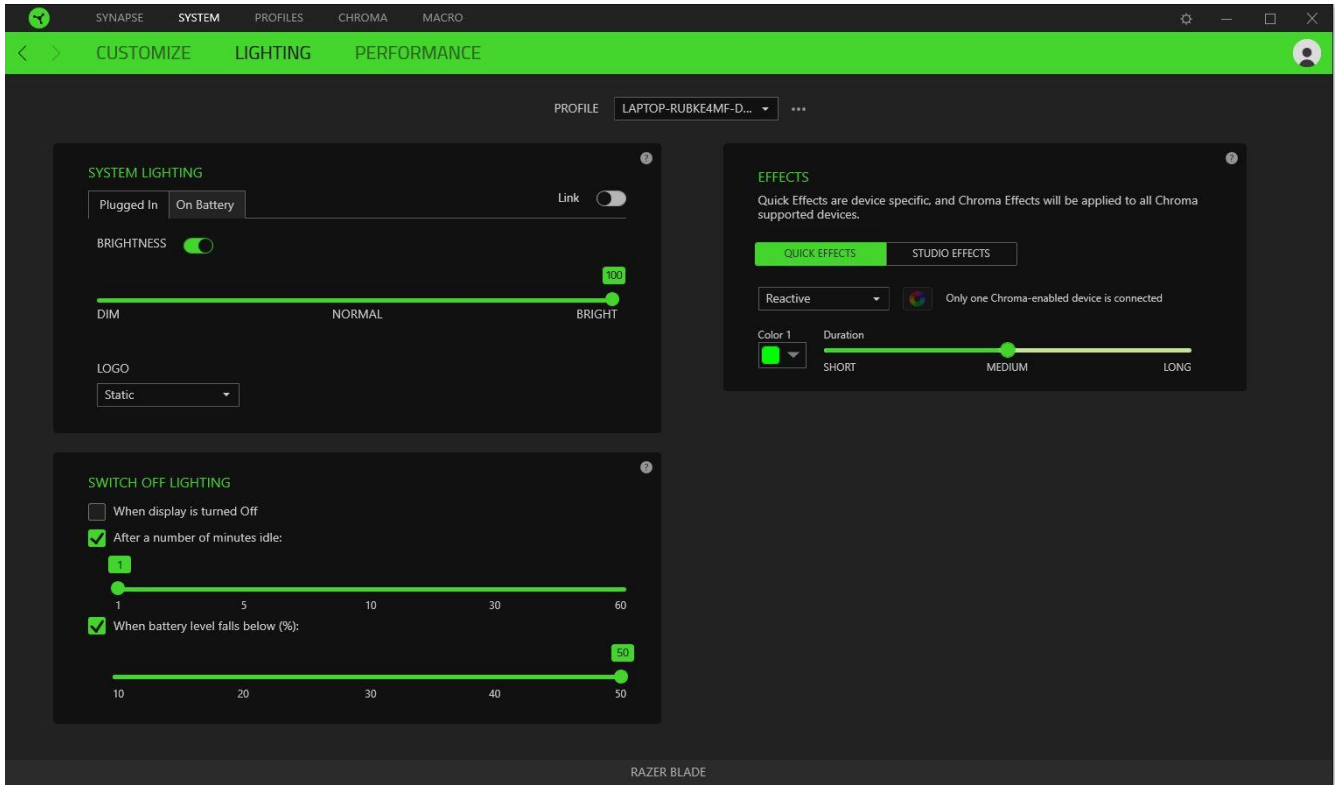 SYNAPSE SYSTEM PROFILES CHROMA MACRO
CUSTOMIZE LIGHTING PERFORMANCE
PROFILE LAPTOP-RUBKE4MF-D...
SYSTEM LIGHTING
Plugged In On Battery Link
BRIGHTNESS
100
DIM NORMAL BRIGHT
LOGO
Static
SWITCH OFF LIGHTING
When display is turned Off
After a number of minutes idle:
1
1 5 10 30 60
When battery level falls below (%):
50
10 20 30 40 50
EFFECTS
Quick Effects are device specific, and Chroma Effects will be applied to all Chroma
supported devices.
QUICK EFFECTS STUDIO EFFECTS
Reactive Only one Chroma-enabled device is connected
Color 1 Duration
SHORT MEDIUM LONG
RAZER BLADE